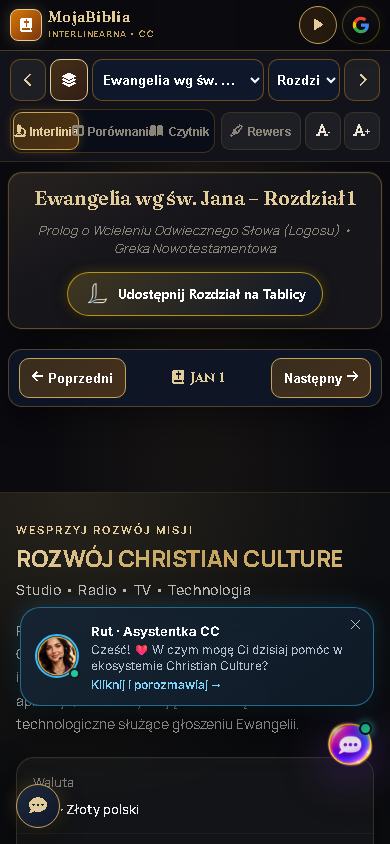 MojaBiblia
INTERLINEARNA • CC
Ewangelia wg św. ...
Rozdzi
Interlini
Porównani
Czytnik
Rewers
A-
A+
Ewangelia wg św. Jana – Rozdział 1
Prolog o Wcieleniu Odwiecznego Słowa (Logosu) •
Greka Nowotestamentowa
Udostępnij Rozdział na Tablicy
← Poprzedni
JAN 1
Następny →
WESPRZYJ ROZWÓJ MISJI
ROZWÓJ CHRISTIAN CULTURE
Studio • Radio • TV • Technologia
Rut · Asystentka CC
Cześć! ❤️ W czym mogę Ci dzisiaj pomóc w
ekosystemie Christian Culture?
Kliknij i porozmawiaj →
technologiczne służące głoszeniu Ewangelii.
Waluta
· Złoty polski